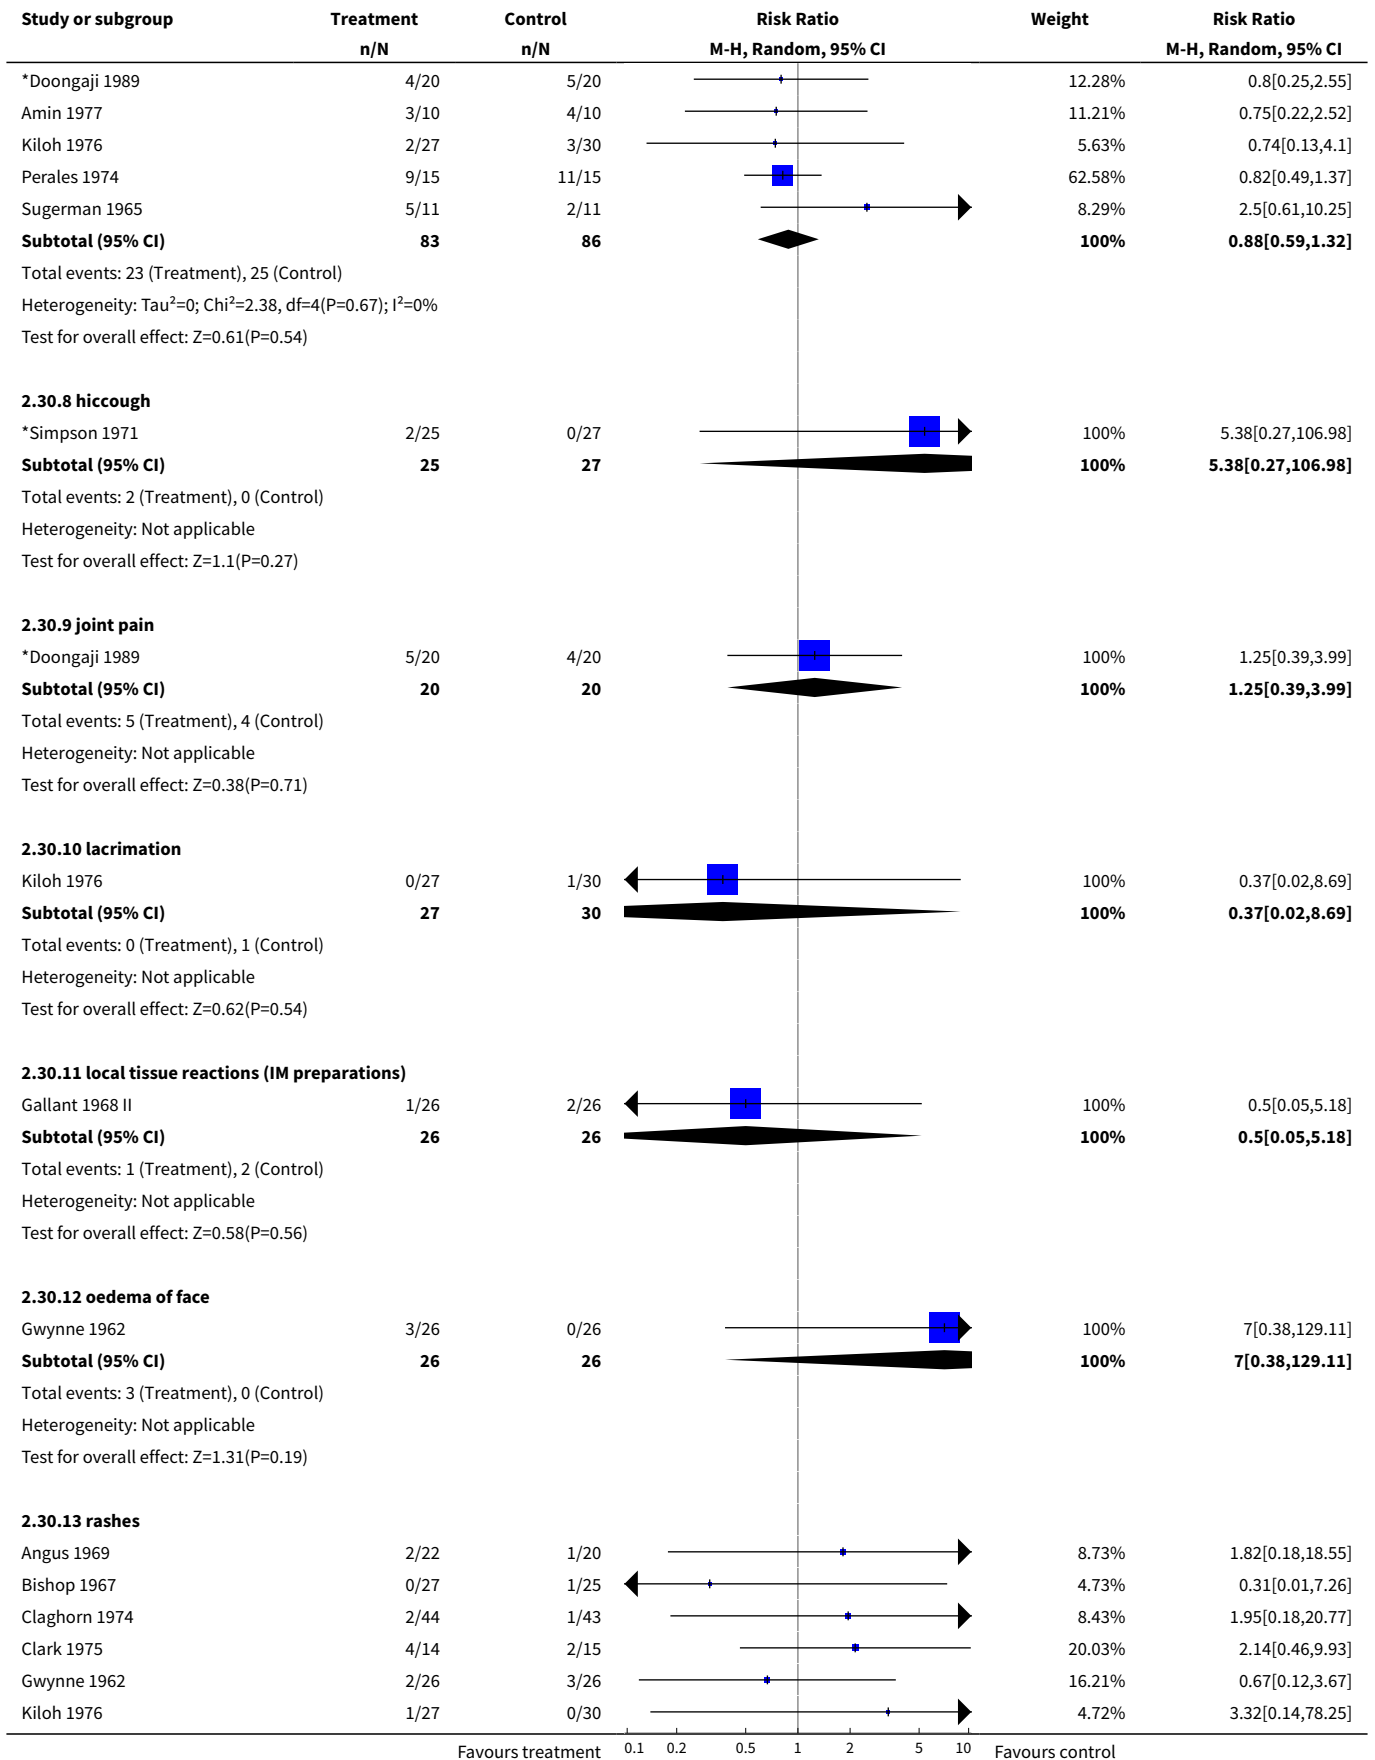 Study or subgroup Treatment Control Risk Ratio Weight Risk Ratio
n/N n/N M-H, Random, 95% CI M-H, Random, 95% CI
*Doongaji 1989 4/20 5/20 12.28% 0.8[0.25,2.55]
Amin 1977 3/10 4/10 11.21% 0.75[0.22,2.52]
Kiloh 1976 2/27 3/30 5.63% 0.74[0.13,4.1]
Perales 1974 9/15 11/15 62.58% 0.82[0.49,1.37]
Sugerman 1965 5/11 2/11 8.29% 2.5[0.61,10.25]
Subtotal (95% CI) 83 86 100% 0.88[0.59,1.32]
Total events: 23 (Treatment), 25 (Control)
Heterogeneity: Tau²=0; Chi²=2.38, df=4(P=0.67); I²=0%
Test for overall effect: Z=0.61(P=0.54)
2.30.8 hiccough
*Simpson 1971 2/25 0/27 100% 5.38[0.27,106.98]
Subtotal (95% CI) 25 27 100% 5.38[0.27,106.98]
Total events: 2 (Treatment), 0 (Control)
Heterogeneity: Not applicable
Test for overall effect: Z=1.1(P=0.27)
2.30.9 joint pain
*Doongaji 1989 5/20 4/20 100% 1.25[0.39,3.99]
Subtotal (95% CI) 20 20 100% 1.25[0.39,3.99]
Total events: 5 (Treatment), 4 (Control)
Heterogeneity: Not applicable
Test for overall effect: Z=0.38(P=0.71)
2.30.10 lacrimation
Kiloh 1976 0/27 1/30 100% 0.37[0.02,8.69]
Subtotal (95% CI) 27 30 100% 0.37[0.02,8.69]
Total events: 0 (Treatment), 1 (Control)
Heterogeneity: Not applicable
Test for overall effect: Z=0.62(P=0.54)
2.30.11 local tissue reactions (IM preparations)
Gallant 1968 II 1/26 2/26 100% 0.5[0.05,5.18]
Subtotal (95% CI) 26 26 100% 0.5[0.05,5.18]
Total events: 1 (Treatment), 2 (Control)
Heterogeneity: Not applicable
Test for overall effect: Z=0.58(P=0.56)
2.30.12 oedema of face
Gwynne 1962 3/26 0/26 100% 7[0.38,129.11]
Subtotal (95% CI) 26 26 100% 7[0.38,129.11]
Total events: 3 (Treatment), 0 (Control)
Heterogeneity: Not applicable
Test for overall effect: Z=1.31(P=0.19)
2.30.13 rashes
Angus 1969 2/22 1/20 8.73% 1.82[0.18,18.55]
Bishop 1967 0/27 1/25 4.73% 0.31[0.01,7.26]
Claghorn 1974 2/44 1/43 8.43% 1.95[0.18,20.77]
Clark 1975 4/14 2/15 20.03% 2.14[0.46,9.93]
Gwynne 1962 2/26 3/26 16.21% 0.67[0.12,3.67]
Kiloh 1976 1/27 0/30 4.72% 3.32[0.14,78.25]
Favours treatment 0.1 0.2 0.5 1 2 5 10 Favours control